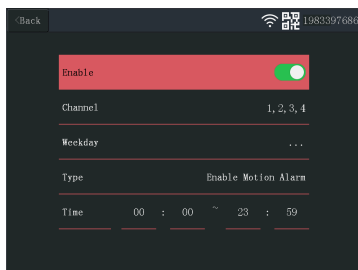 <Back
1983397686
Enable
Channel 1, 2, 3, 4
Weekday ...
Type Enable Motion Alarm
Time 00 : 00 ~ 23 : 59